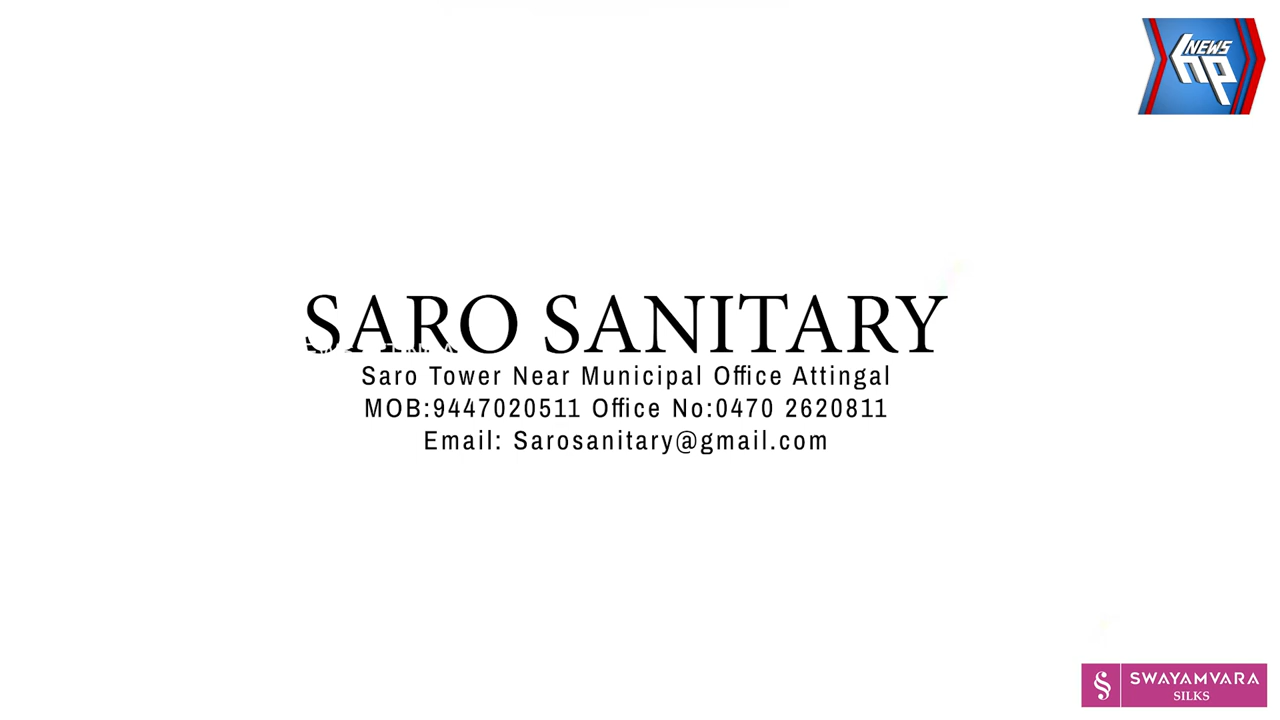 NEWS
SARO SANITARY
Saro Tower Near Municipal Office Attingal
MOB:9447020511 Office No:0470 2620811
Email: Sarosanitary@gmail.com
SWAYAMVARA
SILKS